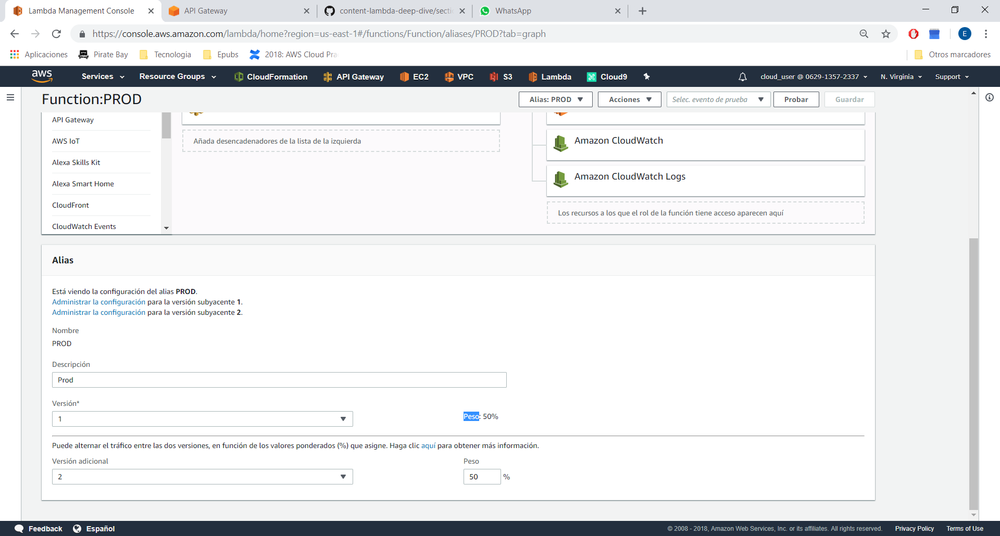 Lambda Management Console
API Gateway
content-lambda-deep-dive/secti
WhatsApp
https://console.aws.amazon.com/lambda/home?region=us-east-1#/functions/Function/aliases/PROD?tab=graph
E
Aplicaciones
Pirate Bay
Tecnologia
Epubs
2018: AWS Cloud Pra
Otros marcadores
aws
Services
Resource Groups
CloudFormation
API Gateway
EC2
VPC
S3
Lambda
Cloud9
cloud_user @ 0629-1357-2337
N. Virginia
Support
Function:PROD
Alias: PROD
Acciones
Selec. evento de prueba
Probar
Guardar
API Gateway
AWS IoT
Alexa Skills Kit
Alexa Smart Home
CloudFront
CloudWatch Events
Añada desencadenadores de la lista de la izquierda
Amazon CloudWatch
Amazon CloudWatch Logs
Los recursos a los que el rol de la función tiene acceso aparecen aquí
Alias
Está viendo la configuración del alias PROD.
Administrar la configuración para la versión subyacente 1.
Administrar la configuración para la versión subyacente 2.
Nombre
PROD
Descripción
Prod
Versión*
1
Peso: 50%
Puede alternar el tráfico entre las dos versiones, en función de los valores ponderados (%) que asigne. Haga clic aquí para obtener más información.
Versión adicional
Peso
2
50 %
Feedback
Español
© 2008 - 2018, Amazon Web Services, Inc. or its affiliates. All rights reserved.
Privacy Policy
Terms of Use